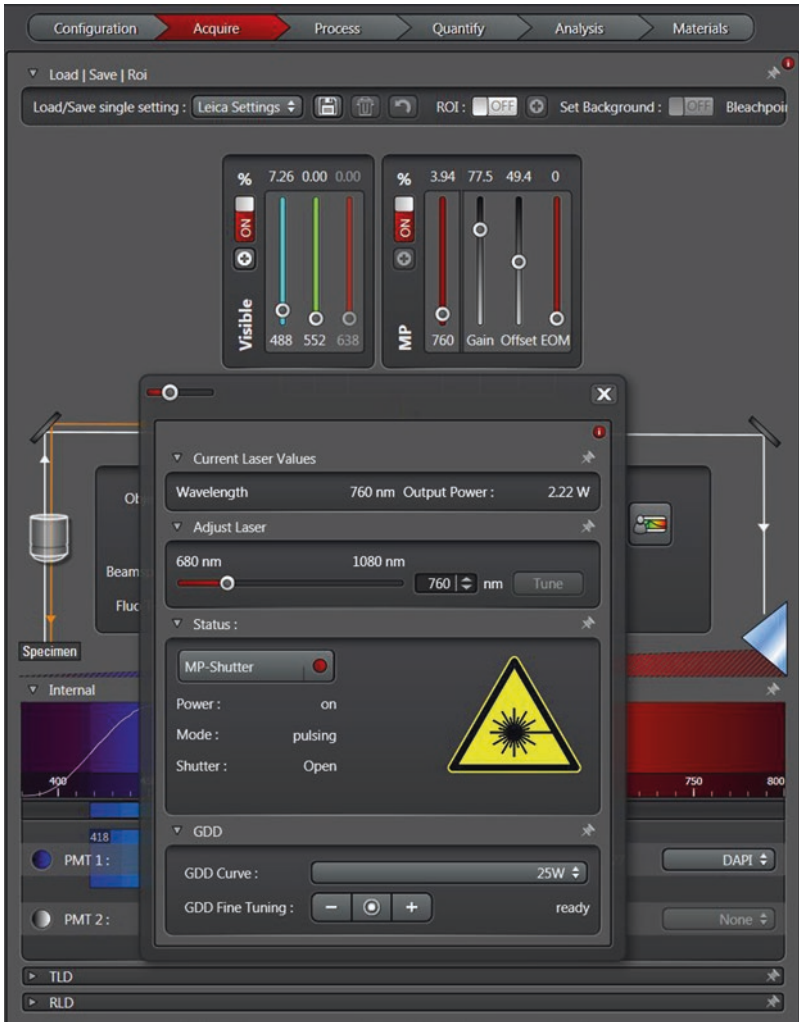 Configuration Acquire Process Quantify Analysis Materials
Load | Save | Roi
Load/Save single setting : Leica Settings ROI : OFF Set Background : OFF Bleachpoi
% 7.26 0.00 0.00
ON
Visible
488 552 638
% 3.94 77.5 49.4 0
ON
MP
760 Gain Offset EOM
Current Laser Values
Wavelength 760 nm Output Power : 2.22 W
Adjust Laser
680 nm 1080 nm
760 nm Tune
Status :
MP-Shutter
Power : on
Mode : pulsing
Shutter : Open
GDD
GDD Curve : 25W
GDD Fine Tuning : - + ready
Beam
Fluo
Specimen
Internal
400 750 800
418
PMT 1 : DAPI
PMT 2 : None
TLD
RLD